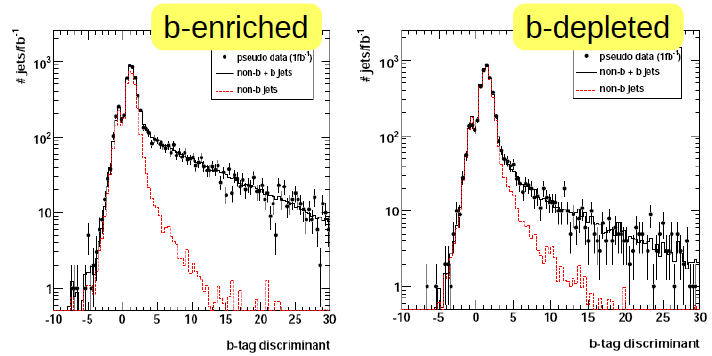 b-enriched
# jets/fb⁻¹
pseudo data (1fb⁻¹)
non-b + b jets
non-b jets
10³
10²
10
1
-10 -5 0 5 10 15 20 25 30
b-tag discriminant
b-depleted
# jets/fb⁻¹
pseudo data (1fb⁻¹)
non-b + b jets
non-b jets
10³
10²
10
1
-10 -5 0 5 10 15 20 25 30
b-tag discriminant